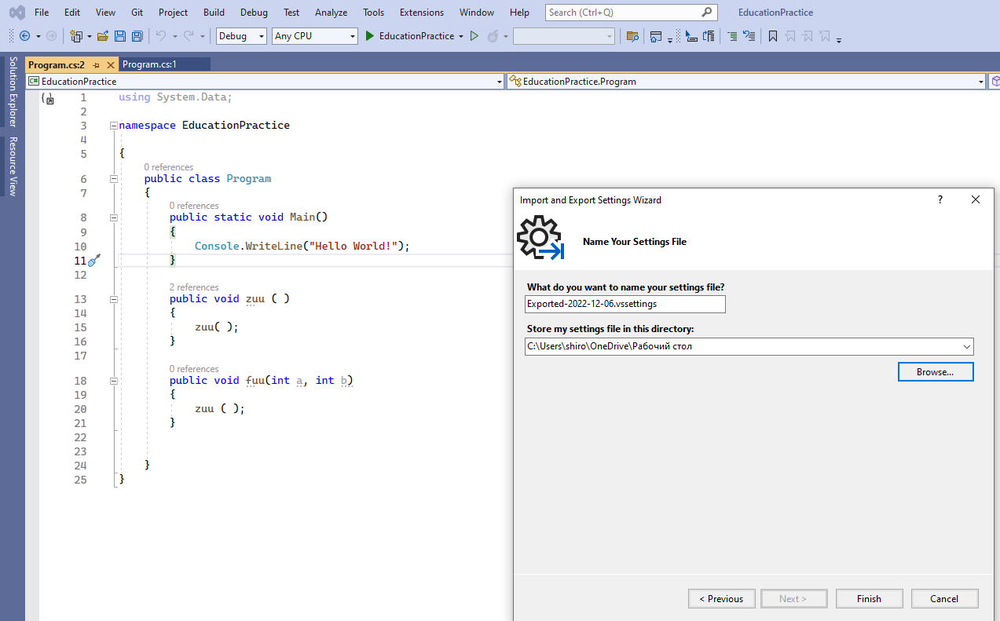 File Edit View Git Project Build Debug Test Analyze Tools Extensions Window Help Search (Ctrl+Q) EducationPractice
Debug Any CPU EducationPractice
Solution Explorer
Resource View
Program.cs:2 Program.cs:1
C# EducationPractice EducationPractice.Program
1 using System.Data;
2
3 namespace EducationPractice
4
5 {
0 references
6 public class Program
7 {
0 references
8 public static void Main()
9 {
10 Console.WriteLine("Hello World!");
11 }
12
2 references
13 public void zuu ( )
14 {
15 zuu( );
16 }
17
0 references
18 public void fuu(int a, int b)
19 {
20 zuu ( );
21 }
22
23
24 }
25 }
Import and Export Settings Wizard
Name Your Settings File
What do you want to name your settings file?
Exported-2022-12-06.vssettings
Store my settings file in this directory:
C:\Users\shiro\OneDrive\Рабочий стол
Browse...
< Previous Next > Finish Cancel